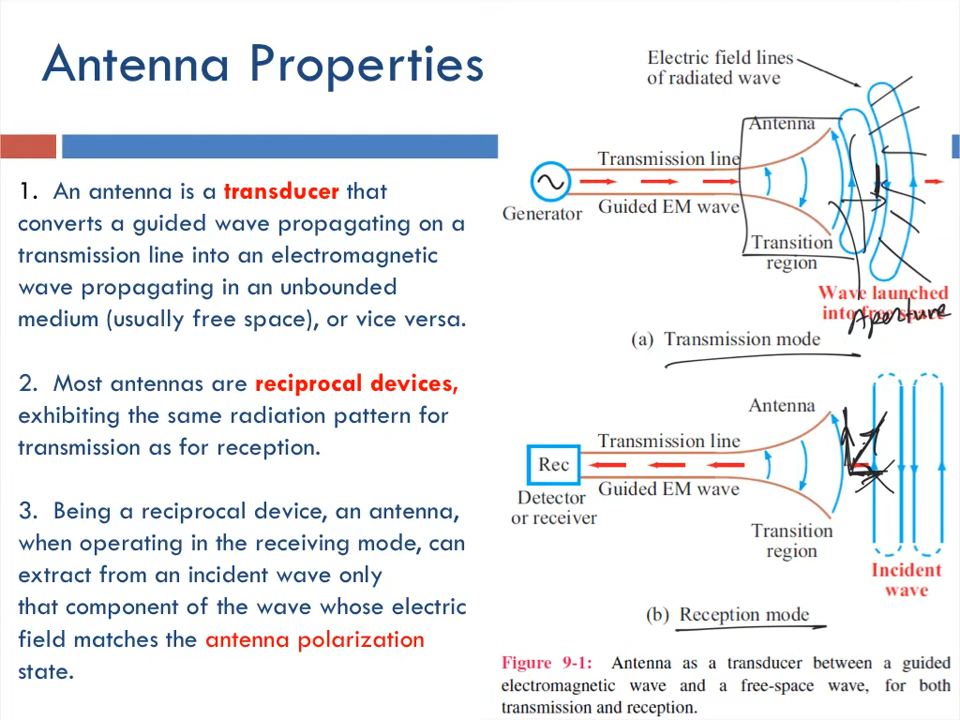 Antenna Properties
1. An antenna is a transducer that
converts a guided wave propagating on a
transmission line into an electromagnetic
wave propagating in an unbounded
medium (usually free space), or vice versa.
2. Most antennas are reciprocal devices,
exhibiting the same radiation pattern for
transmission as for reception.
3. Being a reciprocal device, an antenna,
when operating in the receiving mode, can
extract from an incident wave only
that component of the wave whose electric
field matches the antenna polarization
state.
Electric field lines
of radiated wave
Antenna
Transmission line
Generator
Guided EM wave
Transition
region
Wave launched
into free space
Aperture
(a) Transmission mode
Antenna
Transmission line
Rec
Guided EM wave
Detector
or receiver
Transition
region
Incident
wave
(b) Reception mode
Figure 9-1: Antenna as a transducer between a guided
electromagnetic wave and a free-space wave, for both
transmission and reception.